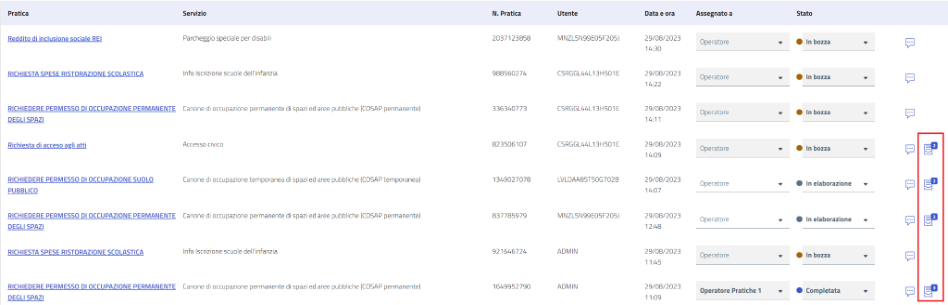 Pratica Servizio N. Pratica Utente Data e ora Assegnato a Stato
Reddito di inclusione sociale REI Parcheggio speciale per disabili 2037123858 29/08/2023 Operatore In bozza
14:30
RICHIESTA SPESE RISTORAZIONE SCOLASTICA Info Iscrizione scuole dell'infanzia 988560274 CSRGGL44L13H501E 29/08/2023 Operatore In bozza
14:22
RICHIEDERE PERMESSO DI OCCUPAZIONE PERMANENTE Canone di occupazione permanente di spazi ed aree pubbliche (COSAP permanente) 336340773 CSRGGL44L13H501E 29/08/2023 Operatore In bozza
DEGLI SPAZI 14:11
Richiesta di acceso agli atti Accesso civico 823506107 CSRGGL44L13H501E 29/08/2023 Operatore In bozza
14:09
RICHIEDERE PERMESSO DI OCCUPAZIONE SUOLO Canone di occupazione temporanea di spazi ed aree pubbliche (COSAP temporanea) 1349027078 29/08/2023 Operatore In elaborazione
PUBBLICO 14:07
RICHIEDERE PERMESSO DI OCCUPAZIONE PERMANENTE Canone di occupazione permanente di spazi ed aree pubbliche (COSAP permanente) 837785979 29/08/2023 Operatore In elaborazione
DEGLI SPAZI 12:48
RICHIESTA SPESE RISTORAZIONE SCOLASTICA Info Iscrizione scuole dell'infanzia 921646724 ADMIN 29/08/2023 Operatore In bozza
11:45
RICHIEDERE PERMESSO DI OCCUPAZIONE PERMANENTE Canone di occupazione permanente di spazi ed aree pubbliche (COSAP permanente) 1649952790 ADMIN 29/08/2023 Operatore Pratiche 1 Completata
DEGLI SPAZI 11:09